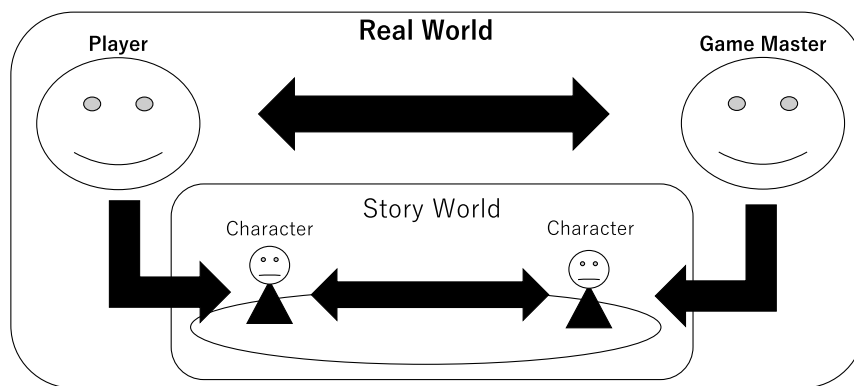 Real World
Player
Game Master
Story World
Character
Character